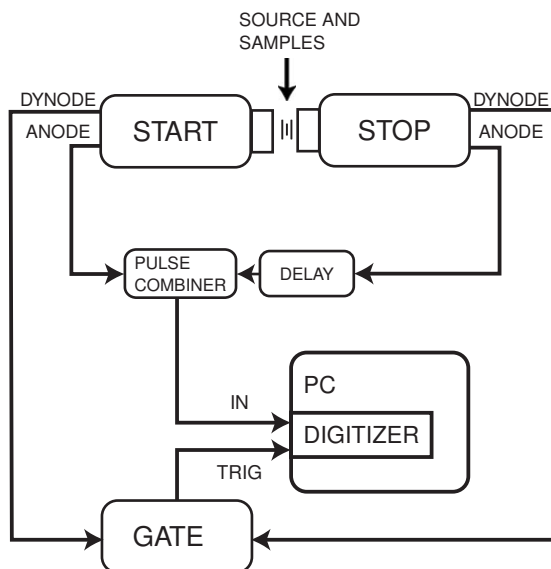 SOURCE AND
SAMPLES
DYNODE
ANODE
START
STOP
DYNODE
ANODE
PULSE
COMBINER
DELAY
PC
IN
DIGITIZER
TRIG
GATE